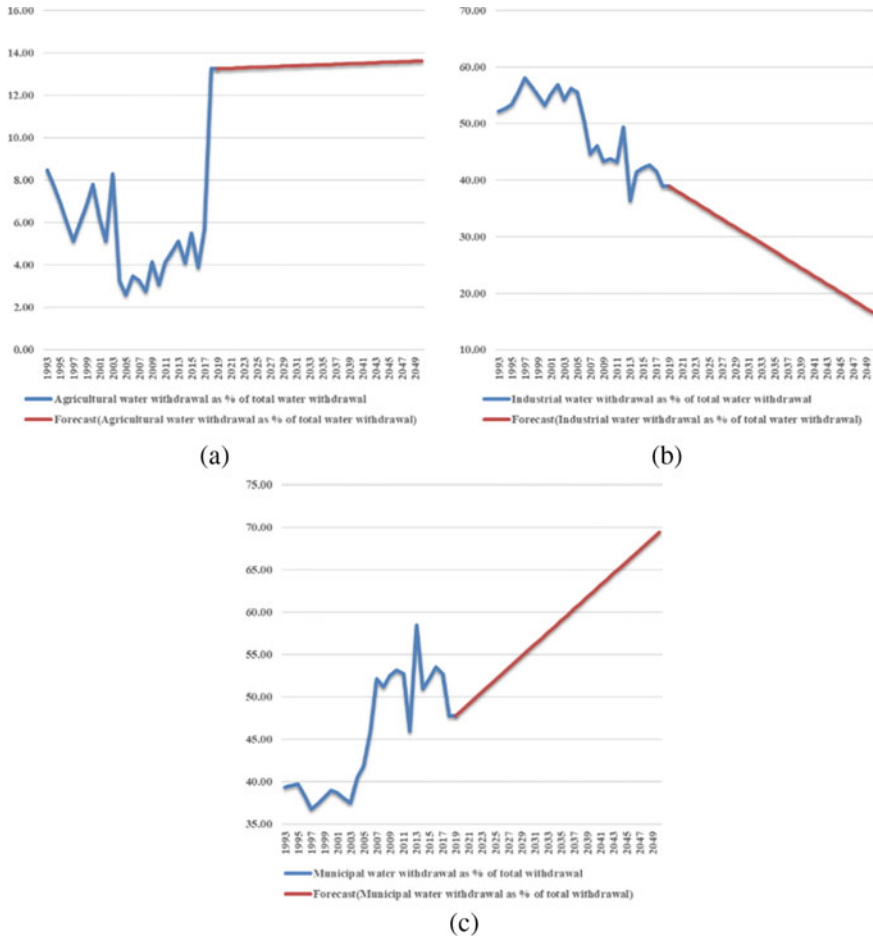 16.00
14.00
12.00
10.00
8.00
6.00
4.00
2.00
0.00
1993 1995 1997 1999 2001 2003 2005 2007 2009 2011 2013 2015 2017 2019 2021 2023 2025 2027 2029 2031 2033 2035 2037 2039 2041 2043 2045 2047 2049
Agricultural water withdrawal as % of total water withdrawal
Forecast(Agricultural water withdrawal as % of total water withdrawal)
(a)
70.00
60.00
50.00
40.00
30.00
20.00
10.00
1993 1995 1997 1999 2001 2003 2005 2007 2009 2011 2013 2015 2017 2019 2021 2023 2025 2027 2029 2031 2033 2035 2037 2039 2041 2043 2045 2047 2049
Industrial water withdrawal as % of total water withdrawal
Forecast(Industrial water withdrawal as % of total water withdrawal)
(b)
75.00
70.00
65.00
60.00
55.00
50.00
45.00
40.00
35.00
1993 1995 1997 1999 2001 2003 2005 2007 2009 2011 2013 2015 2017 2019 2021 2023 2025 2027 2029 2031 2033 2035 2037 2039 2041 2043 2045 2047 2049
Municipal water withdrawal as % of total withdrawal
Forecast(Municipal water withdrawal as % of total withdrawal)
(c)